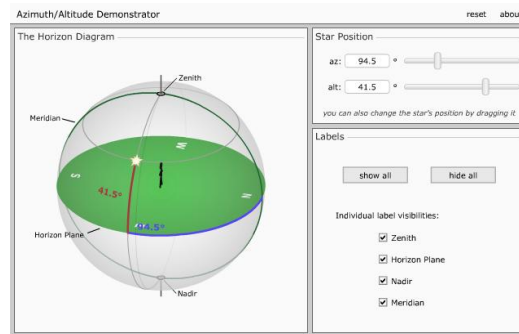 Azimuth/Altitude Demonstrator
reset
abou
The Horizon Diagram
Zenith
Meridian
W
S
N
41.5°
94.5°
Horizon Plane
Nadir
Star Position
az: 94.5 °
alt: 41.5 °
you can also change the star's position by dragging it
Labels
show all
hide all
Individual label visibilities:
Zenith
Horizon Plane
Nadir
Meridian